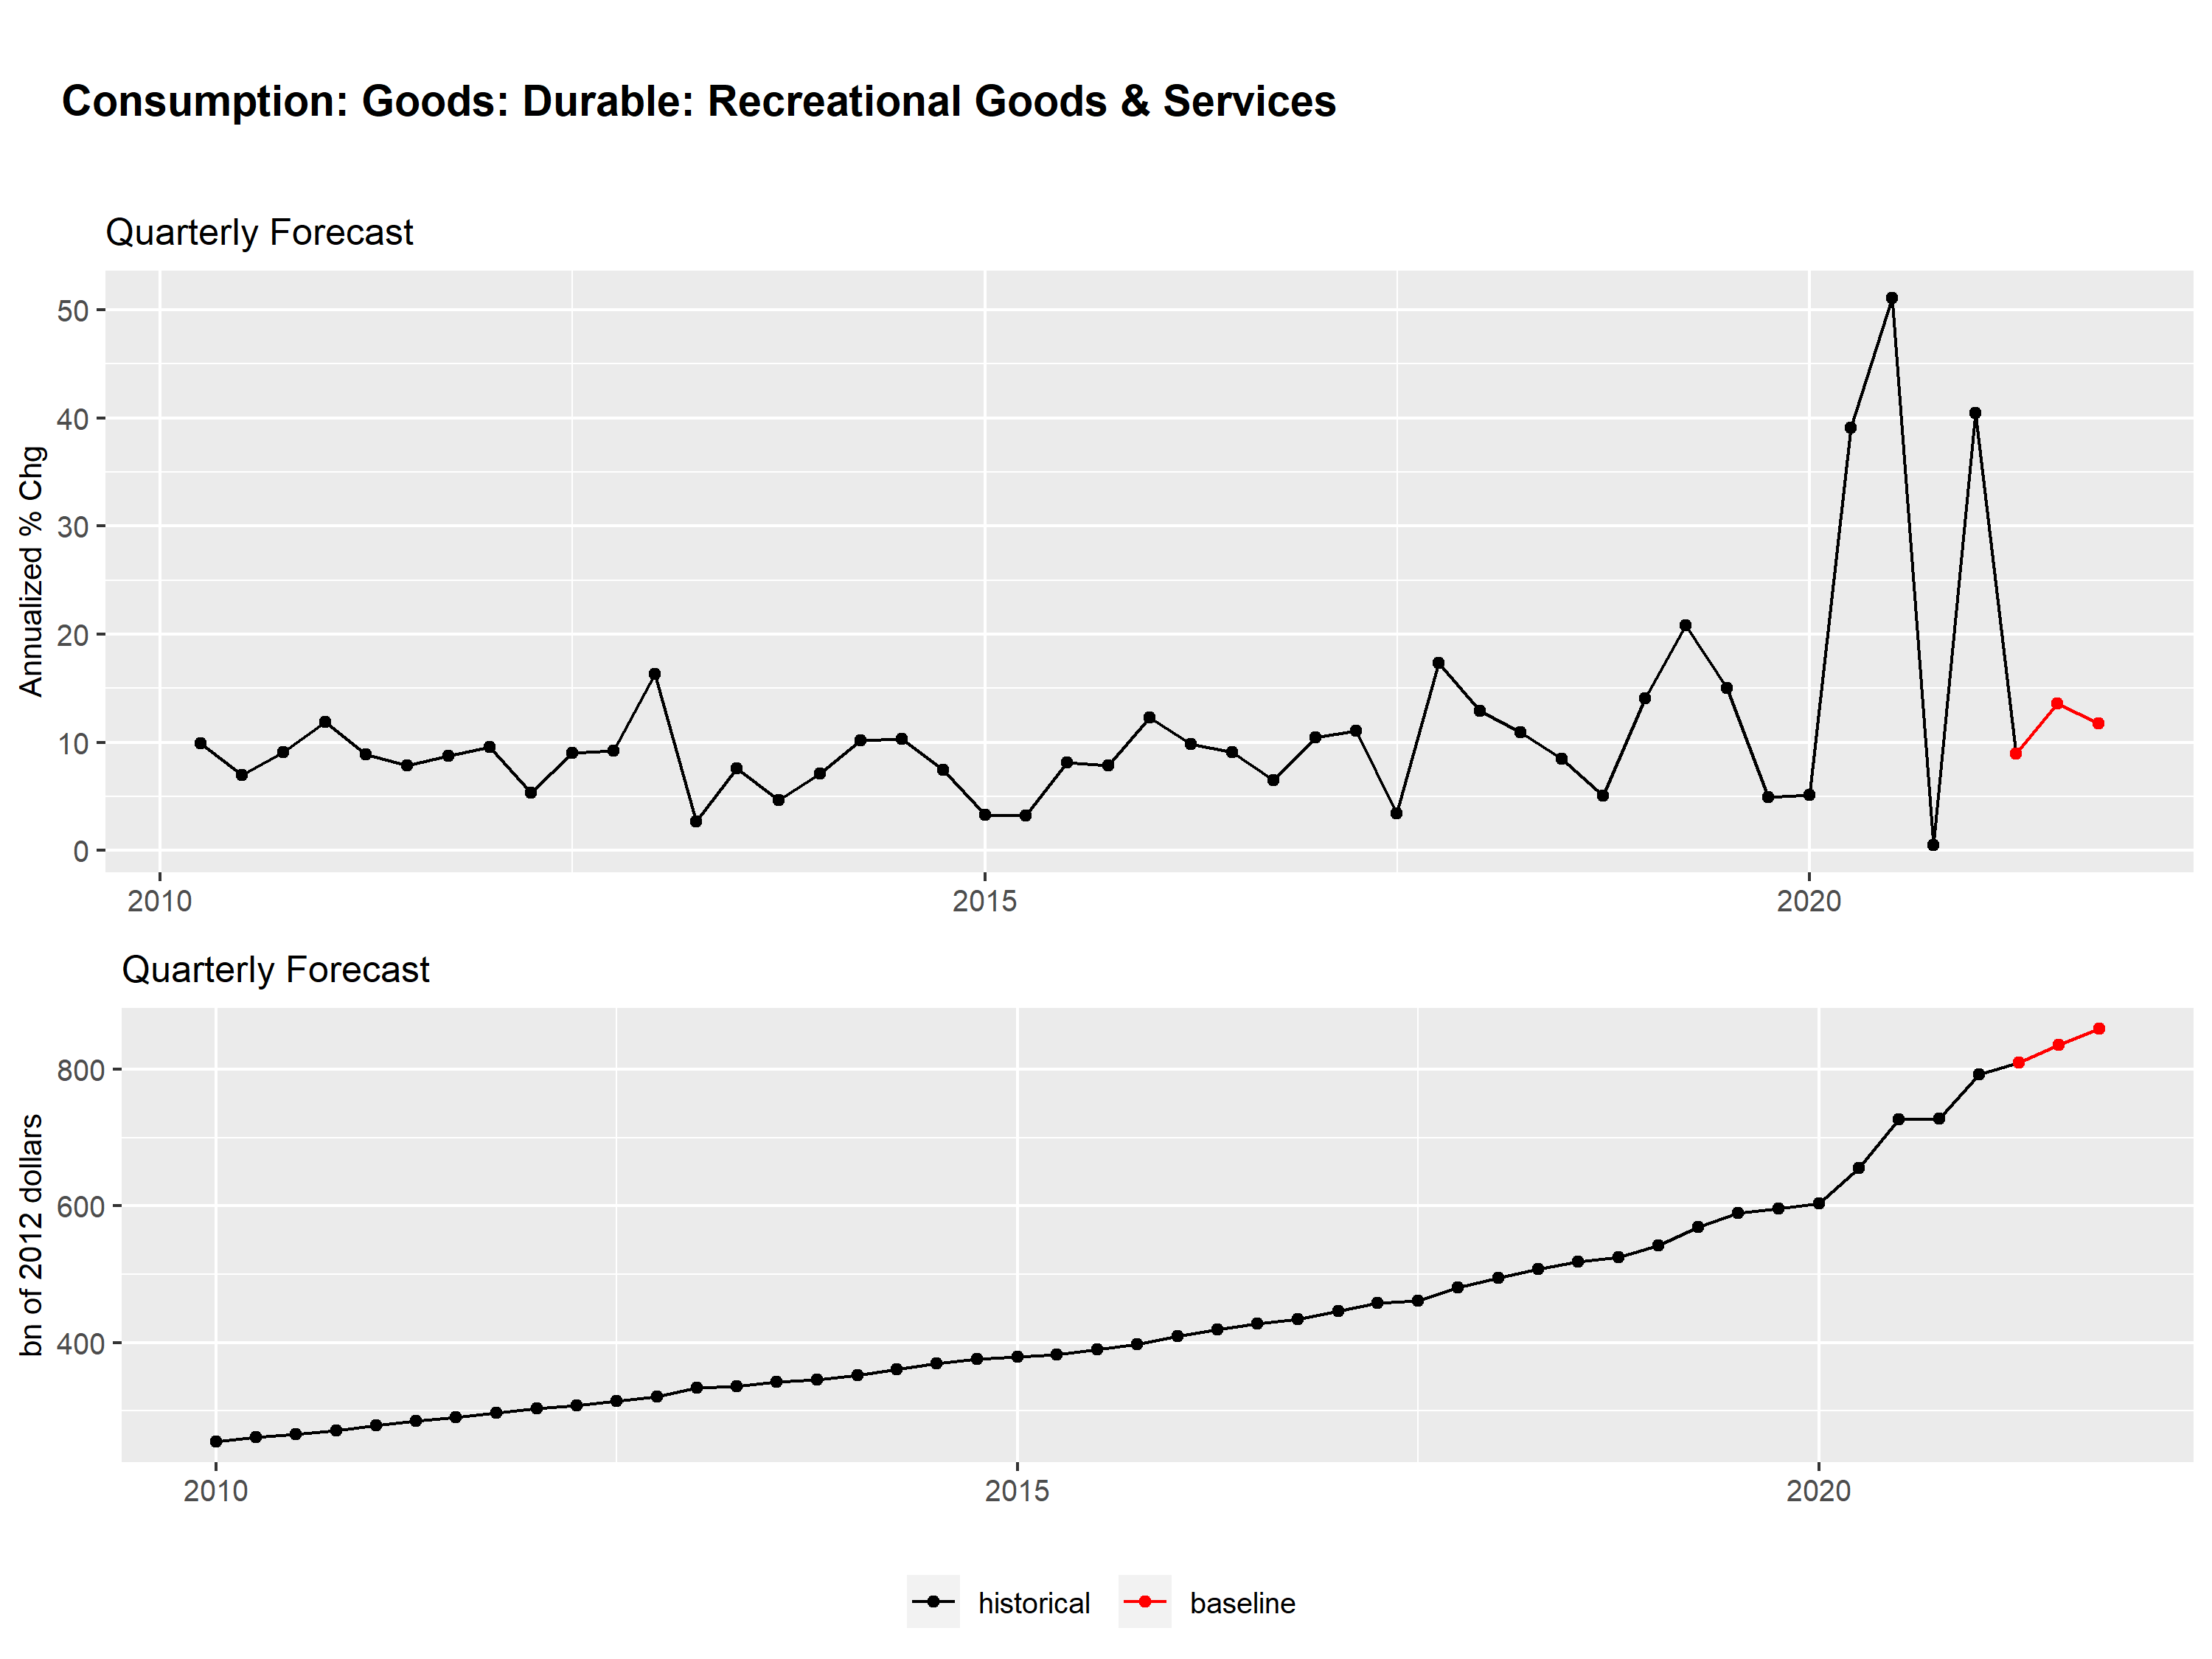 Consumption: Goods: Durable: Recreational Goods & Services
Quarterly Forecast
Annualized % Chg
50
40
30
20
10
0
2010 2015 2020
Quarterly Forecast
bn of 2012 dollars
800
600
400
2010 2015 2020
historical baseline